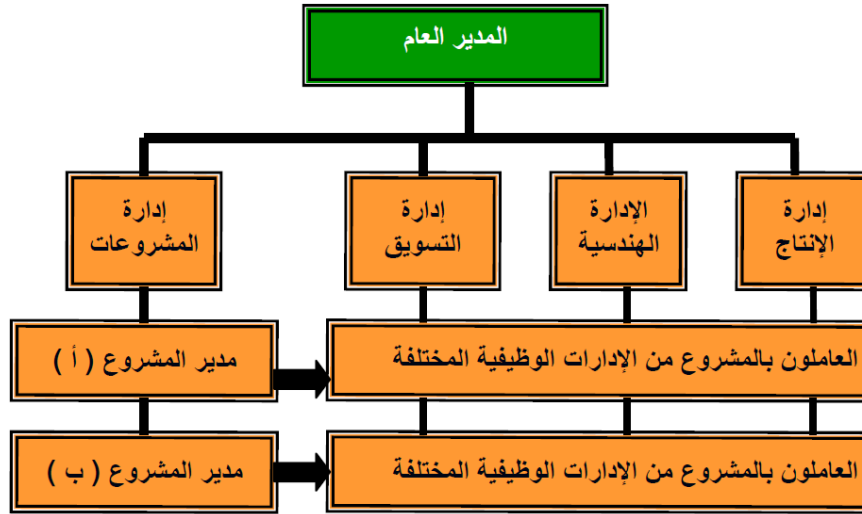 المدير العام
إدارة
الإنتاج
الإدارة
الهندسية
إدارة
التسويق
إدارة
المشروعات
العاملون بالمشروع من الإدارات الوظيفية المختلفة
مدير المشروع ( أ )
العاملون بالمشروع من الإدارات الوظيفية المختلفة
مدير المشروع ( ب )